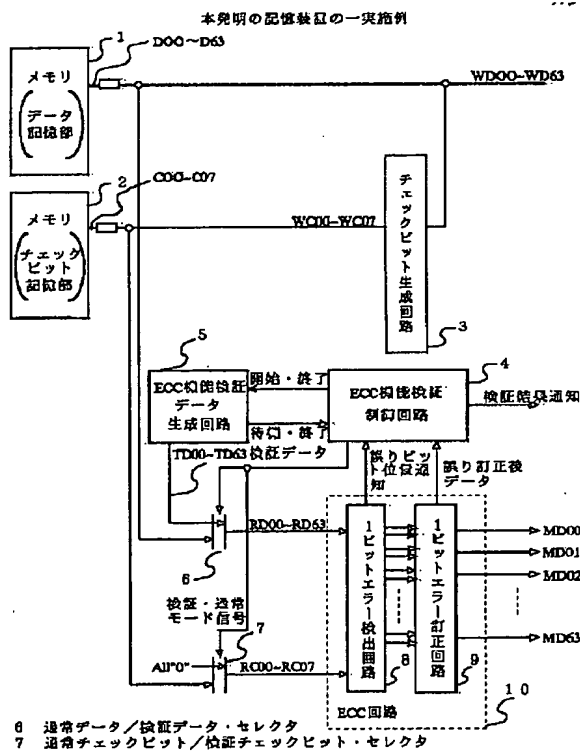 本発明の記憶装置の一実施例
1
D00~D63
メモリ
データ
記憶部
WD00~WD63
2
C00~C07
メモリ
チェック
ビット
記憶部
WC00~WC07
チェックビット生成回路
3
5
ECC機能検証
データ
生成回路
開始・終了
待機・終了
4
ECC機能検証
制御回路
検証結果通知
TD00~TD63
検証データ
誤りビット位置通知
誤り訂正後
データ
RD00~RD63
6
検証・通常
モード信号
7
All"0"
RC00~RC07
1ビットエラー検出回路
8
1ビットエラー訂正回路
9
MD00
MD01
MD02
MD63
ECC回路
10
6 通常データ/検証データ・セレクタ
7 通常チェックビット/検証チェックビット・セレクタ